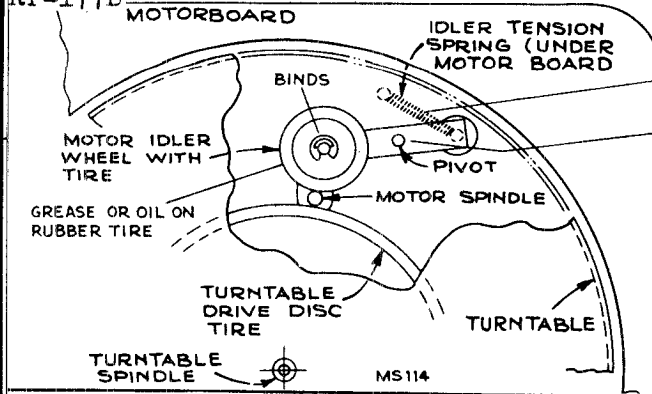 MOTORBOARD
IDLER TENSION
SPRING (UNDER
MOTOR BOARD
BINDS
MOTOR IDLER
WHEEL WITH
TIRE
PIVOT
MOTOR SPINDLE
GREASE OR OIL ON
RUBBER TIRE
TURNTABLE
DRIVE DISC
TIRE
TURNTABLE
TURNTABLE
SPINDLE
MS114